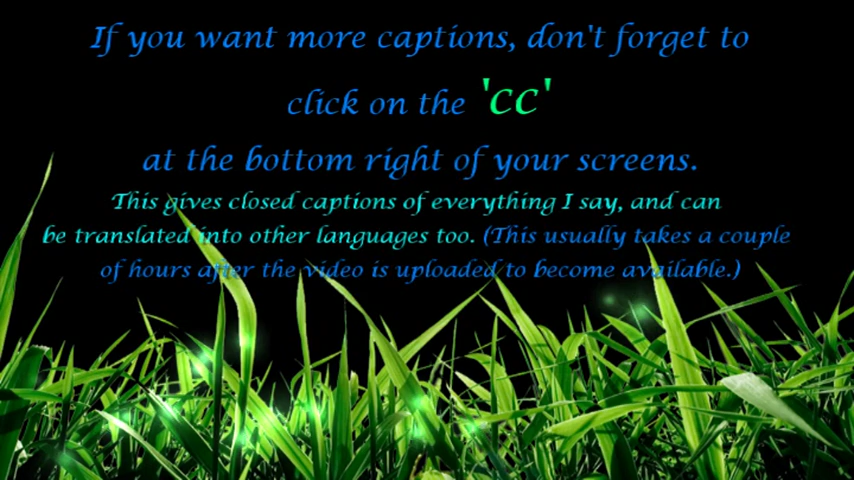 If you want more captions, don't forget to
click on the 'cc'
at the bottom right of your screens.
This gives closed captions of everything I say, and can
be translated into other languages too. (This usually takes a couple
of hours after the video is uploaded to become available.)